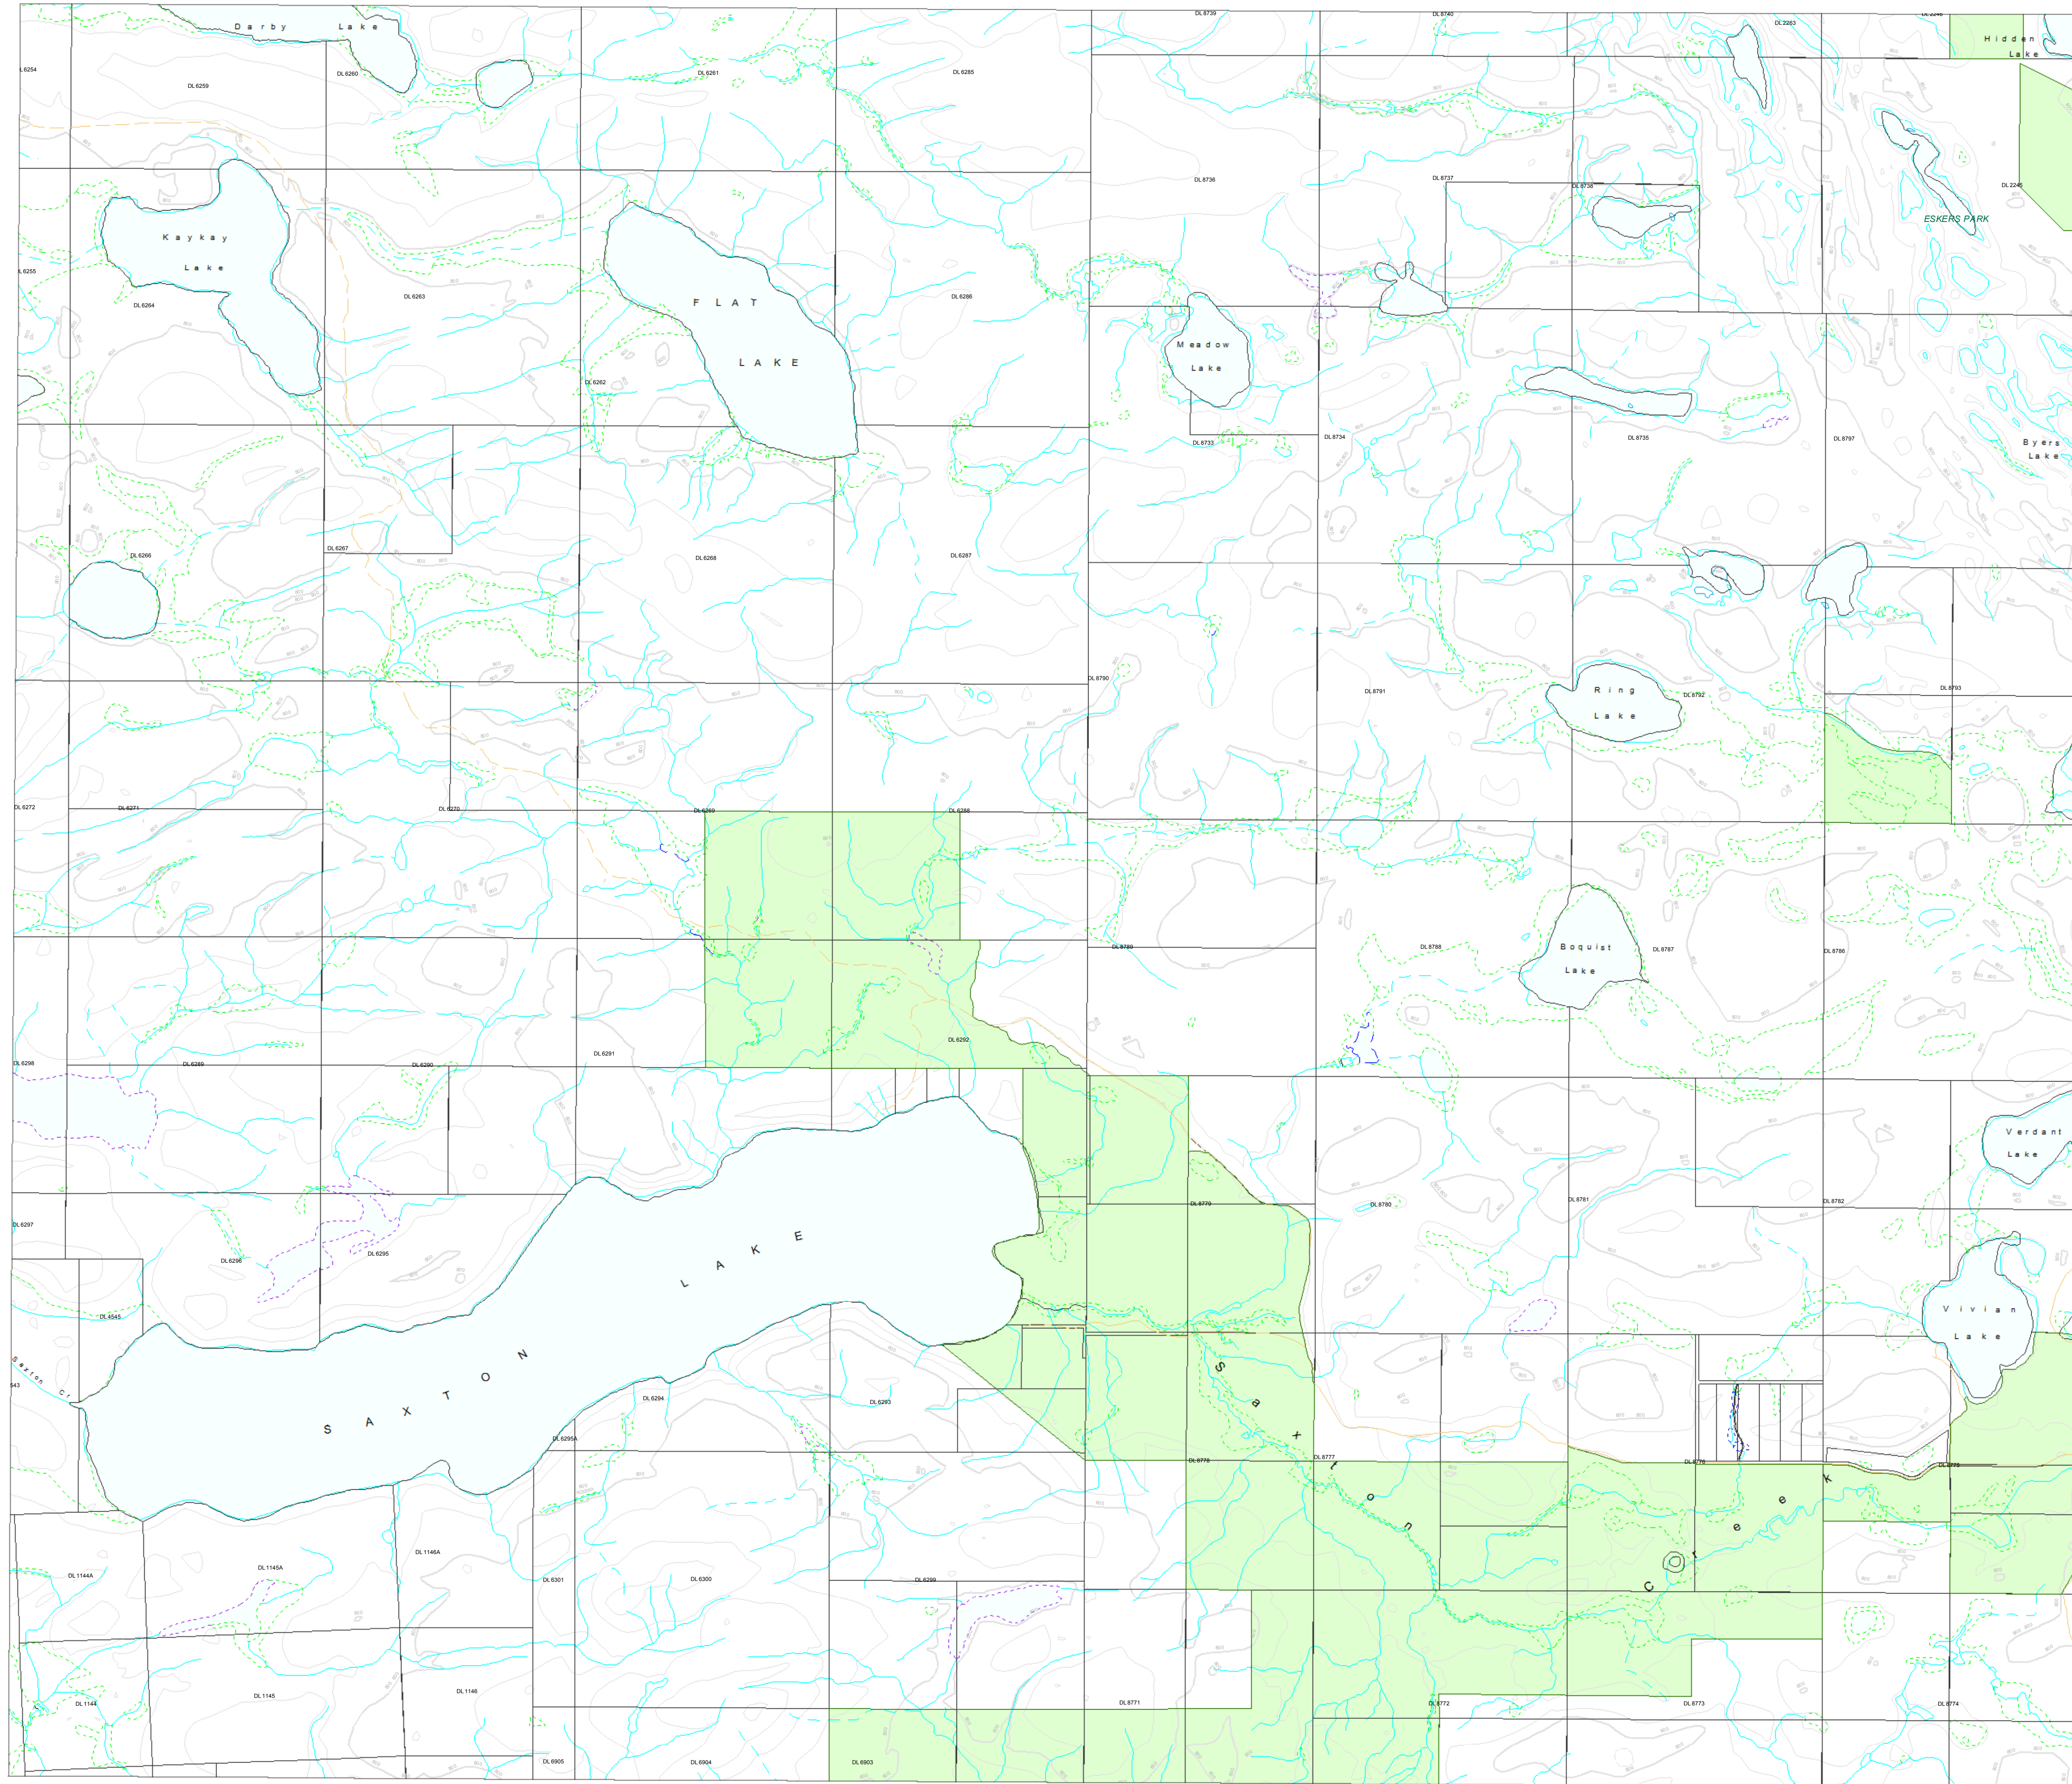 DL 8739
DL 8740
DL 2263
DL 2246
Darby Lake
Hidden
Lake
L 6254
DL 6259
DL 6260
DL 6261
DL 6285
DL 8736
DL 8737
DL 8738
DL 2245
ESKERS PARK
Kaykay
Lake
L 6255
DL 6264
DL 6263
FLAT
LAKE
DL 6286
Meadow
Lake
DL 6262
DL 8733
DL 8734
DL 8735
DL 8797
Byers
Lake
DL 6266
DL 6267
DL 6268
DL 6287
DL 8790
DL 8791
Ring
Lake
DL 8792
DL 8793
DL 6272
DL 6271
DL 6270
DL 6269
DL 6288
DL 8789
DL 8788
Boquist
Lake
DL 8787
DL 8786
DL 6298
DL 6289
DL 6290
DL 6291
DL 6292
Verdant
Lake
DL 6297
DL 6296
DL 6295
DL 8779
DL 8780
DL 8781
DL 8782
SAXTON LAKE
DL 4545
Vivian
Lake
Saxton Cr
543
DL 6294
DL 6293
DL 6295A
DL 8778
DL 8777
DL 8776
DL 8775
Saxton Creek
DL 1144A
DL 1145A
DL 1146A
DL 6301
DL 6300
DL 6299
DL 1144
DL 1145
DL 1146
DL 8771
DL 8772
DL 8773
DL 8774
DL 6905
DL 6904
DL 6903